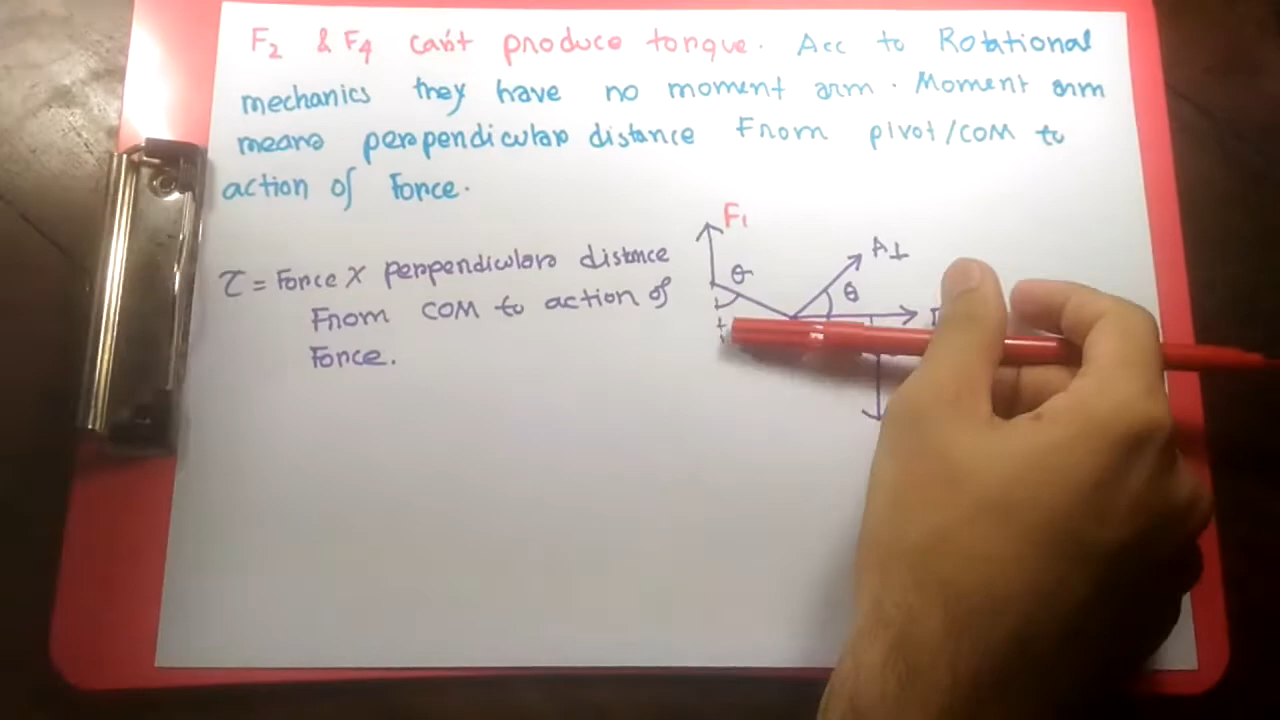 F₂ & F₄ can't produce torque. Acc to Rotational
mechanics they have no moment arm. Moment arm
means perpendicular distance From pivot/COM to
action of Force.
τ = Force X perpendicular distance
From COM to action of
Force.
F₁
θ
A⊥
θ